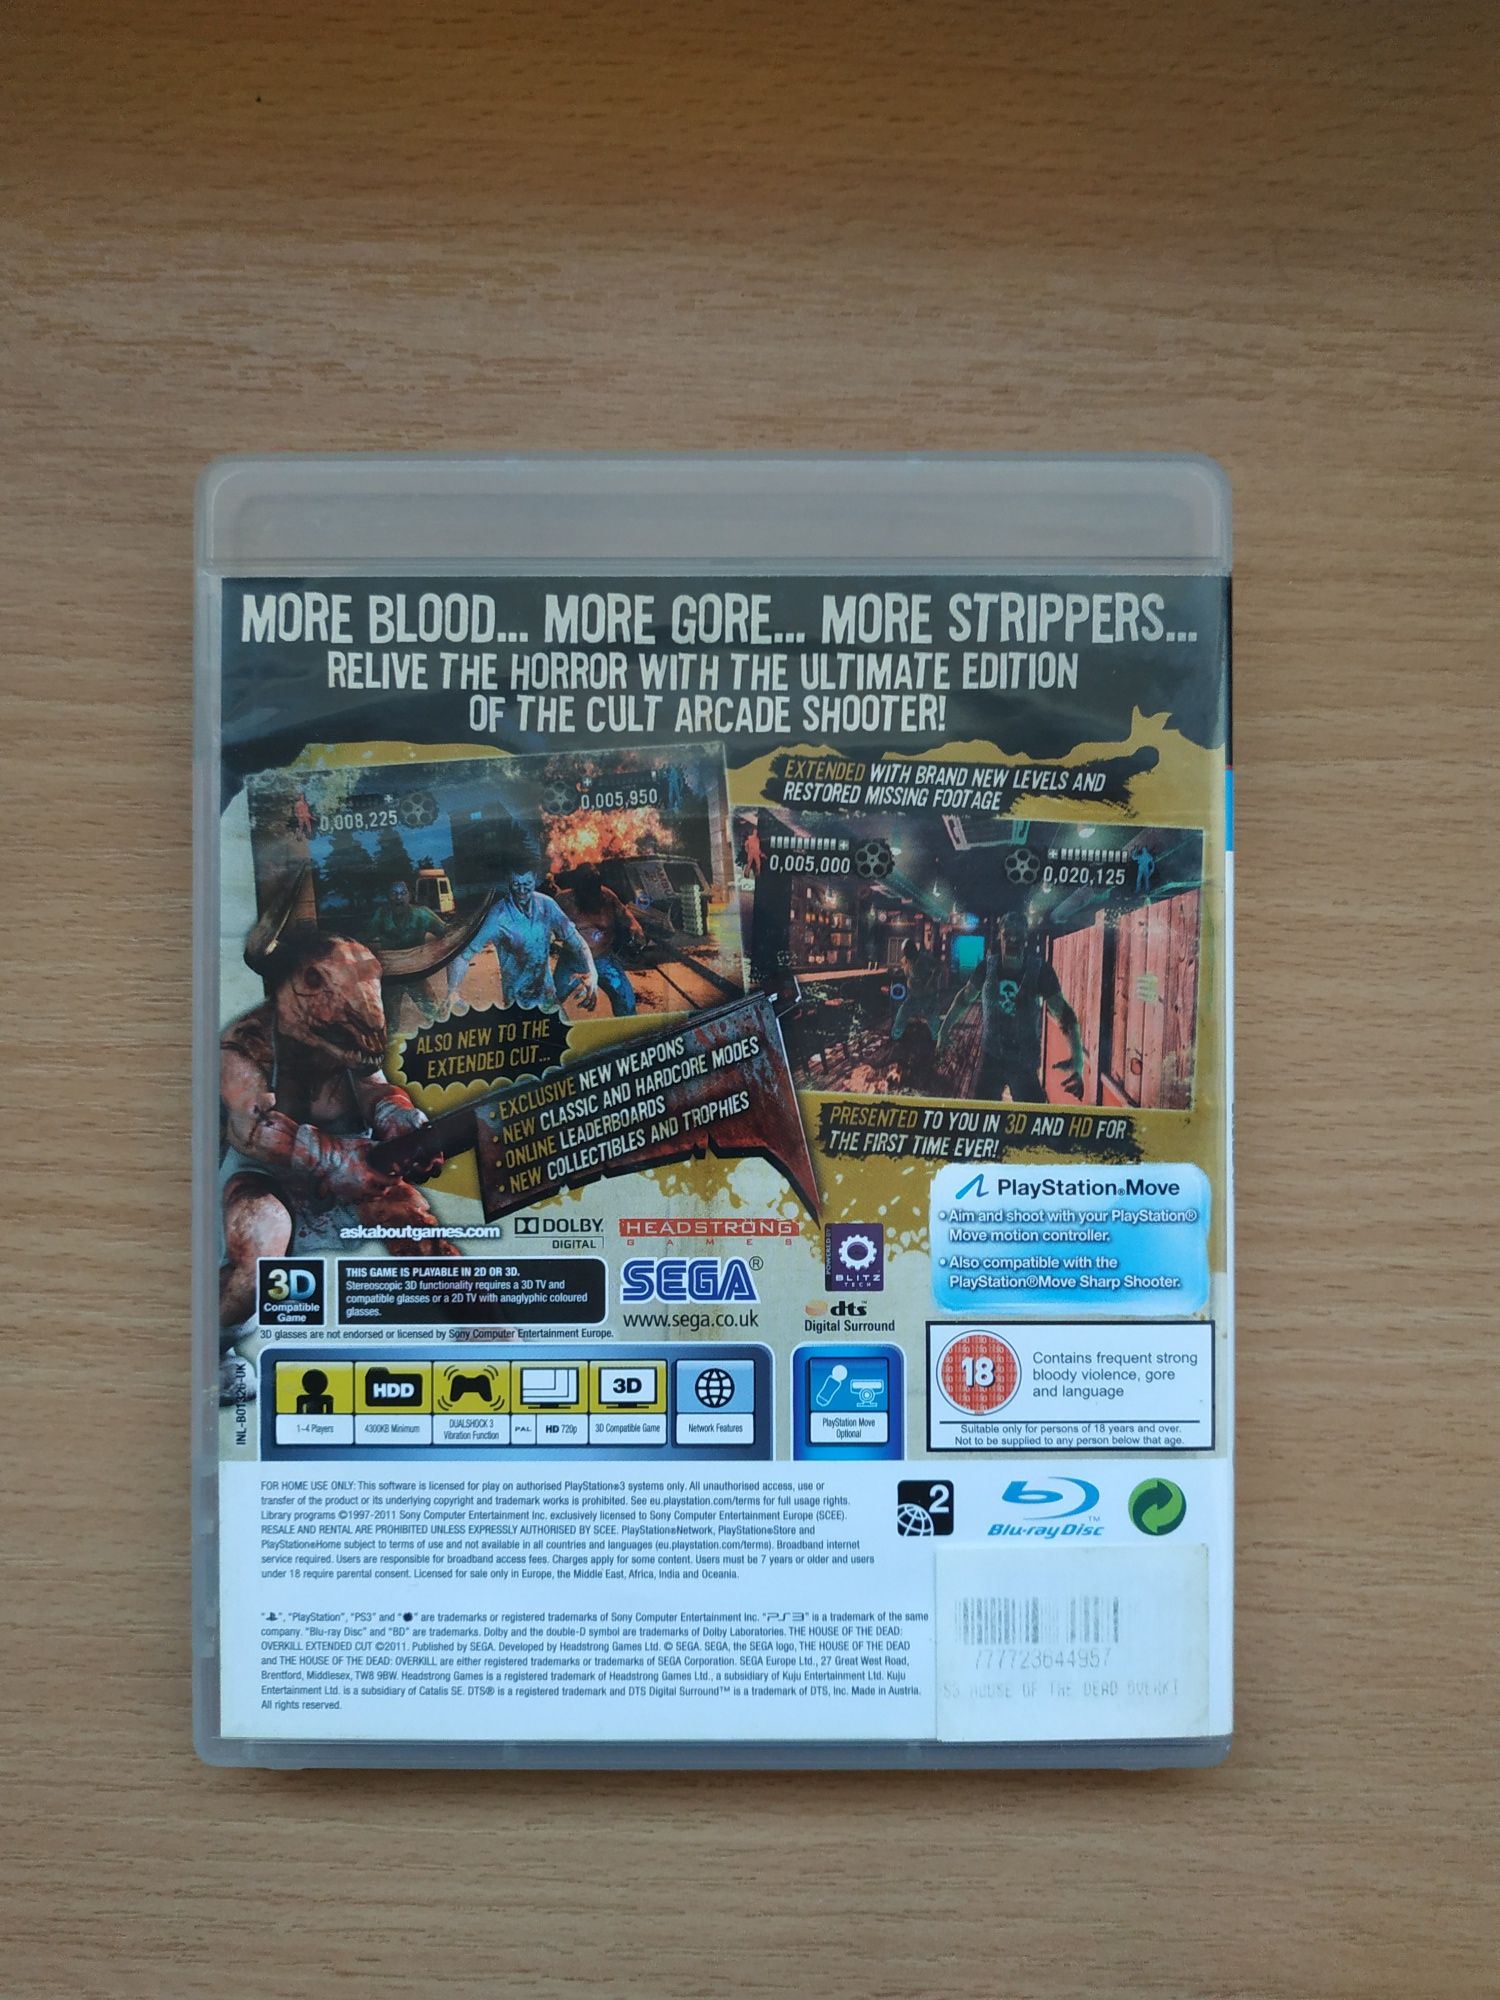 MORE BLOOD... MORE GORE... MORE STRIPPERS...
RELIVE THE HORROR WITH THE ULTIMATE EDITION
OF THE CULT ARCADE SHOOTER!
EXTENDED WITH BRAND NEW LEVELS AND
RESTORED MISSING FOOTAGE
0,008,225
0,005,950
0,005,000
0,020,125
ALSO NEW TO THE
EXTENDED CUT...
• EXCLUSIVE NEW WEAPONS
• NEW CLASSIC AND HARDCORE MODES
• ONLINE LEADERBOARDS
• NEW COLLECTIBLES AND TROPHIES
PRESENTED TO YOU IN 3D AND HD FOR
THE FIRST TIME EVER!
PlayStation®Move
• Aim and shoot with your PlayStation®
Move motion controller.
• Also compatible with the
PlayStation®Move Sharp Shooter.
askaboutgames.com
DOLBY
DIGITAL
HEADSTRONG
GAMES
POWERED BY
BLITZ
TECH
3D
Compatible
Game
THIS GAME IS PLAYABLE IN 2D OR 3D.
Stereoscopic 3D functionality requires a 3D TV and
compatible glasses or a 2D TV with anaglyphic coloured
glasses.
3D glasses are not endorsed or licensed by Sony Computer Entertainment Europe.
SEGA®
www.sega.co.uk
dts™
Digital Surround
INL-B01326-UK
1-4 Players
HDD
4300KB Minimum
DUALSHOCK 3
Vibration Function
PAL HD 720p
3D
3D Compatible Game
Network Features
PlayStation Move
Optional
18
Contains frequent strong
bloody violence, gore
and language
Suitable only for persons of 18 years and over.
Not to be supplied to any person below that age.
FOR HOME USE ONLY: This software is licensed for play on authorised PlayStation®3 systems only. All unauthorised access, use or
transfer of the product or its underlying copyright and trademark works is prohibited. See eu.playstation.com/terms for full usage rights.
Library programs ©1997-2011 Sony Computer Entertainment Inc. exclusively licensed to Sony Computer Entertainment Europe (SCEE).
RESALE AND RENTAL ARE PROHIBITED UNLESS EXPRESSLY AUTHORISED BY SCEE. PlayStation®Network, PlayStation®Store and
PlayStation®Home subject to terms of use and not available in all countries and languages (eu.playstation.com/terms). Broadband internet
service required. Users are responsible for broadband access fees. Charges apply for some content. Users must be 7 years or older and users
under 18 require parental consent. Licensed for sale only in Europe, the Middle East, Africa, India and Oceania.
2
Blu-ray Disc™
" ", "PlayStation", "PS3" and " " are trademarks or registered trademarks of Sony Computer Entertainment Inc. "PS3" is a trademark of the same
company. "Blu-ray Disc" and "BD" are trademarks. Dolby and the double-D symbol are trademarks of Dolby Laboratories. THE HOUSE OF THE DEAD:
OVERKILL EXTENDED CUT ©2011. Published by SEGA. Developed by Headstrong Games Ltd. © SEGA. SEGA, the SEGA logo, THE HOUSE OF THE DEAD
and THE HOUSE OF THE DEAD: OVERKILL are either registered trademarks or trademarks of SEGA Corporation. SEGA Europe Ltd., 27 Great West Road,
Brentford, Middlesex, TW8 9BW. Headstrong Games is a registered trademark of Headstrong Games Ltd., a subsidiary of Kuju Entertainment Ltd. Kuju
Entertainment Ltd. is a subsidiary of Catalis SE. DTS® is a registered trademark and DTS Digital Surround™ is a trademark of DTS, Inc. Made in Austria.
All rights reserved.
777723644957
S3 HOUSE OF THE DEAD OVERKI